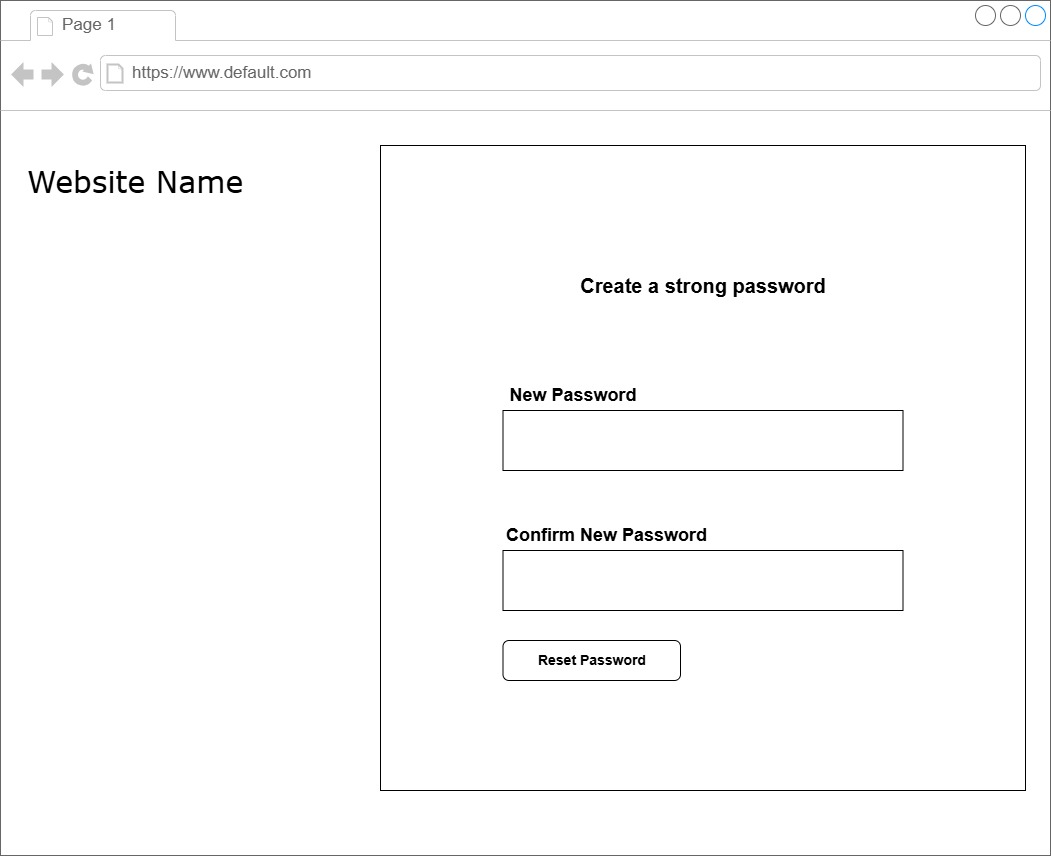 Page 1
https://www.default.com
Website Name
Create a strong password
New Password
Confirm New Password
Reset Password